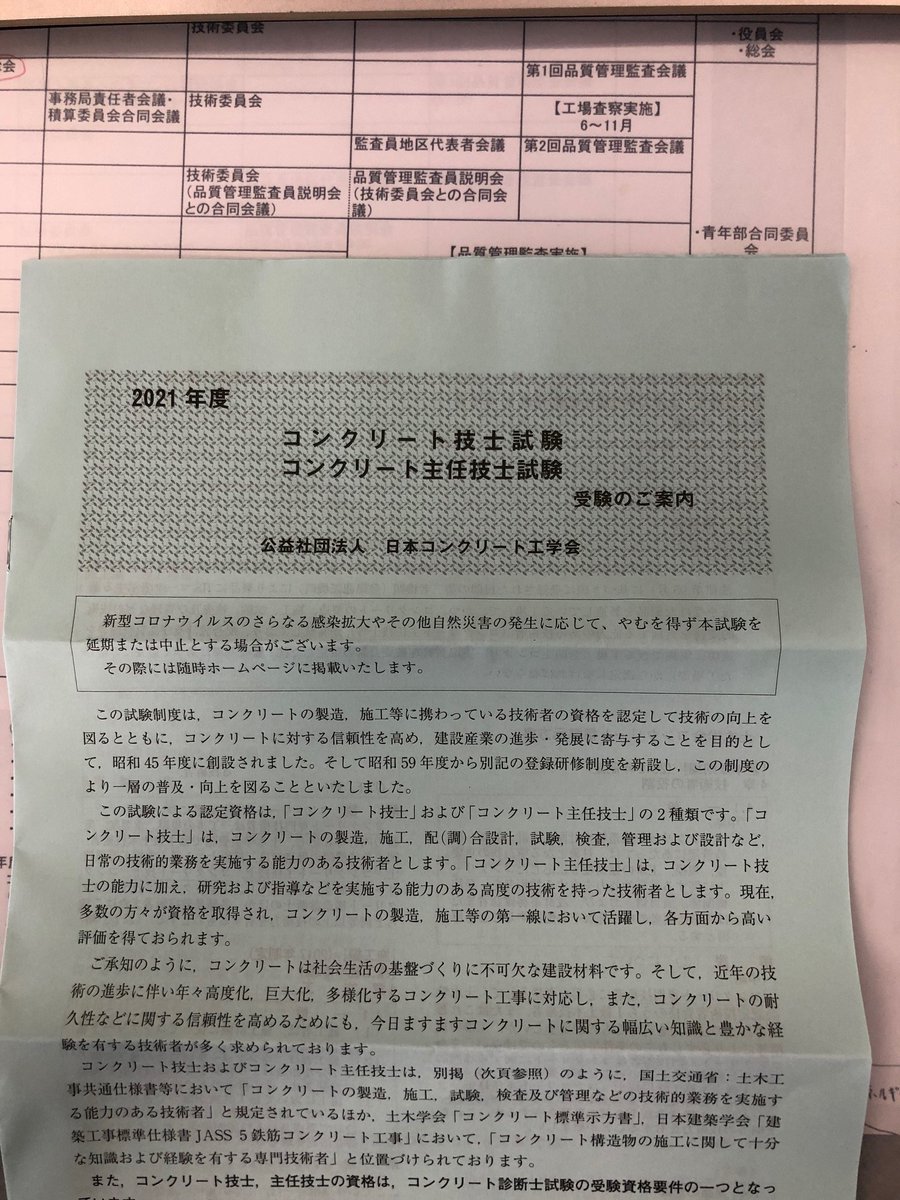 技術委員会
・役員会
・総会
会
第1回品質管理監査会議
事務局責任者会議・
積算委員会合同会議
技術委員会
【工場査察実施】
6～11月
監査員地区代表者会議
第2回品質管理監査会議
技術委員会
(品質管理監査員説明会
との合同会議)
品質管理監査員説明会
(技術委員会との合同会
議)
・青年部合同委員
会
【品質管理監査実施】
2021年度
コンクリート技士試験
コンクリート主任技士試験
受験のご案内
公益社団法人 日本コンクリート工学会
新型コロナウイルスのさらなる感染拡大やその他自然災害の発生に応じて、やむを得ず本試験を
延期または中止とする場合がございます。
その際には随時ホームページに掲載いたします。
この試験制度は，コンクリートの製造，施工等に携わっている技術者の資格を認定して技術の向上を
図るとともに，コンクリートに対する信頼性を高め，建設産業の進歩・発展に寄与することを目的とし
て，昭和45年度に創設されました。そして昭和59年度から別記の登録研修制度を新設し，この制度の
より一層の普及・向上を図ることといたしました。
この試験による認定資格は，「コンクリート技士」および「コンクリート主任技士」の2種類です。「コ
ンクリート技士」は，コンクリートの製造，施工，配(調)合設計，試験，検査，管理および設計など，
日常の技術的業務を実施する能力のある技術者とします。「コンクリート主任技士」は，コンクリート技
士の能力に加え，研究および指導などを実施する能力のある高度の技術を持った技術者とします。現在，
多数の方々が資格を取得され，コンクリートの製造，施工等の第一線において活躍し，各方面から高い
評価を得ておられます。
ご承知のように，コンクリートは社会生活の基盤づくりに不可欠な建設材料です。そして，近年の技
術の進歩に伴い年々高度化，巨大化，多様化するコンクリート工事に対応し，また，コンクリートの耐
久性などに関する信頼性を高めるためにも，今日ますますコンクリートに関する幅広い知識と豊かな経
験を有する技術者が多く求められております。
コンクリート技士およびコンクリート主任技士は，別掲（次頁参照）のように，国土交通省：土木工
事共通仕様書等において「コンクリートの製造，施工，試験，検査及び管理などの技術的業務を実施す
る能力のある技術者」と規定されているほか，土木学会「コンクリート標準示方書」，日本建築学会「建
築工事標準仕様書JASS 5鉄筋コンクリート工事」において，「コンクリート構造物の施工に関して十分
な知識および経験を有する専門技術者」と位置づけられております。
また，コンクリート技士，主任技士の資格は，コンクリート診断士試験の受験資格要件の一つとなっ
ています